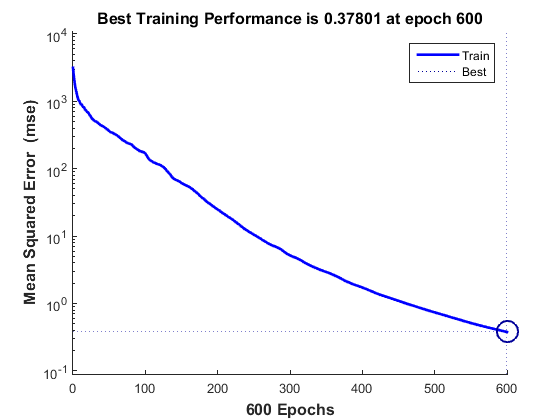 Best Training Performance is 0.37801 at epoch 600
Train
Best
Mean Squared Error (mse)
10^4
10^3
10^2
10^1
10^0
10^-1
0 100 200 300 400 500 600
600 Epochs